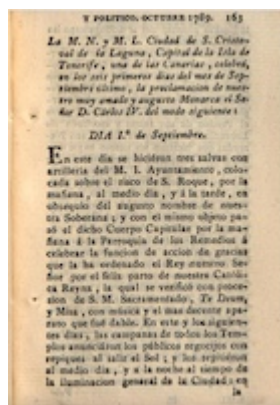 Y POLITICO. OCTUBRE 1789. 163
La M. N. y M. L. Ciudad de S. Cristo-
val de la Laguna, Capital de la Isla de
Tenerife, una de las Canarias, celebró,
en los seis primeros dias del mes de Sep-
tiembre último, la proclamacion de nues-
tro muy amado y augusto Monarca el Se-
ñor D. Carlos IV. del modo siguiente:
DIA 1.º de Septiembre.
En este dia se hicieron tres salvas con
artillería del M. I. Ayuntamiento, colo-
cada sobre el risco de S. Roque, por la
mañana, al medio dia, y á la tarde, en
obsequio del augusto nombre de nues-
tra Soberana; y con el mismo objeto pa-
só el dicho Cuerpo Capitular por la ma-
ñana á la Parroquia de los Remedios á
celebrar la funcion de accion de gracias
que la ha ordenado el Rey nuestro Se-
ñor por el feliz parto de nuestra Católi-
ca Reyna, la qual se verificó con proce-
sion de S. M. Sacramentado, Te Deum,
y Misa, con música y el mas decente apa-
rato que fué dable. En este y los siguien-
tes dias, las campanas de todos los Tem-
plos anunciaron los públicos regocijos con
repiques al salir el Sol; y los repitieron
al medio dia, y a la noche al tiempo de
la iluminacion general de la Ciudad: en
la